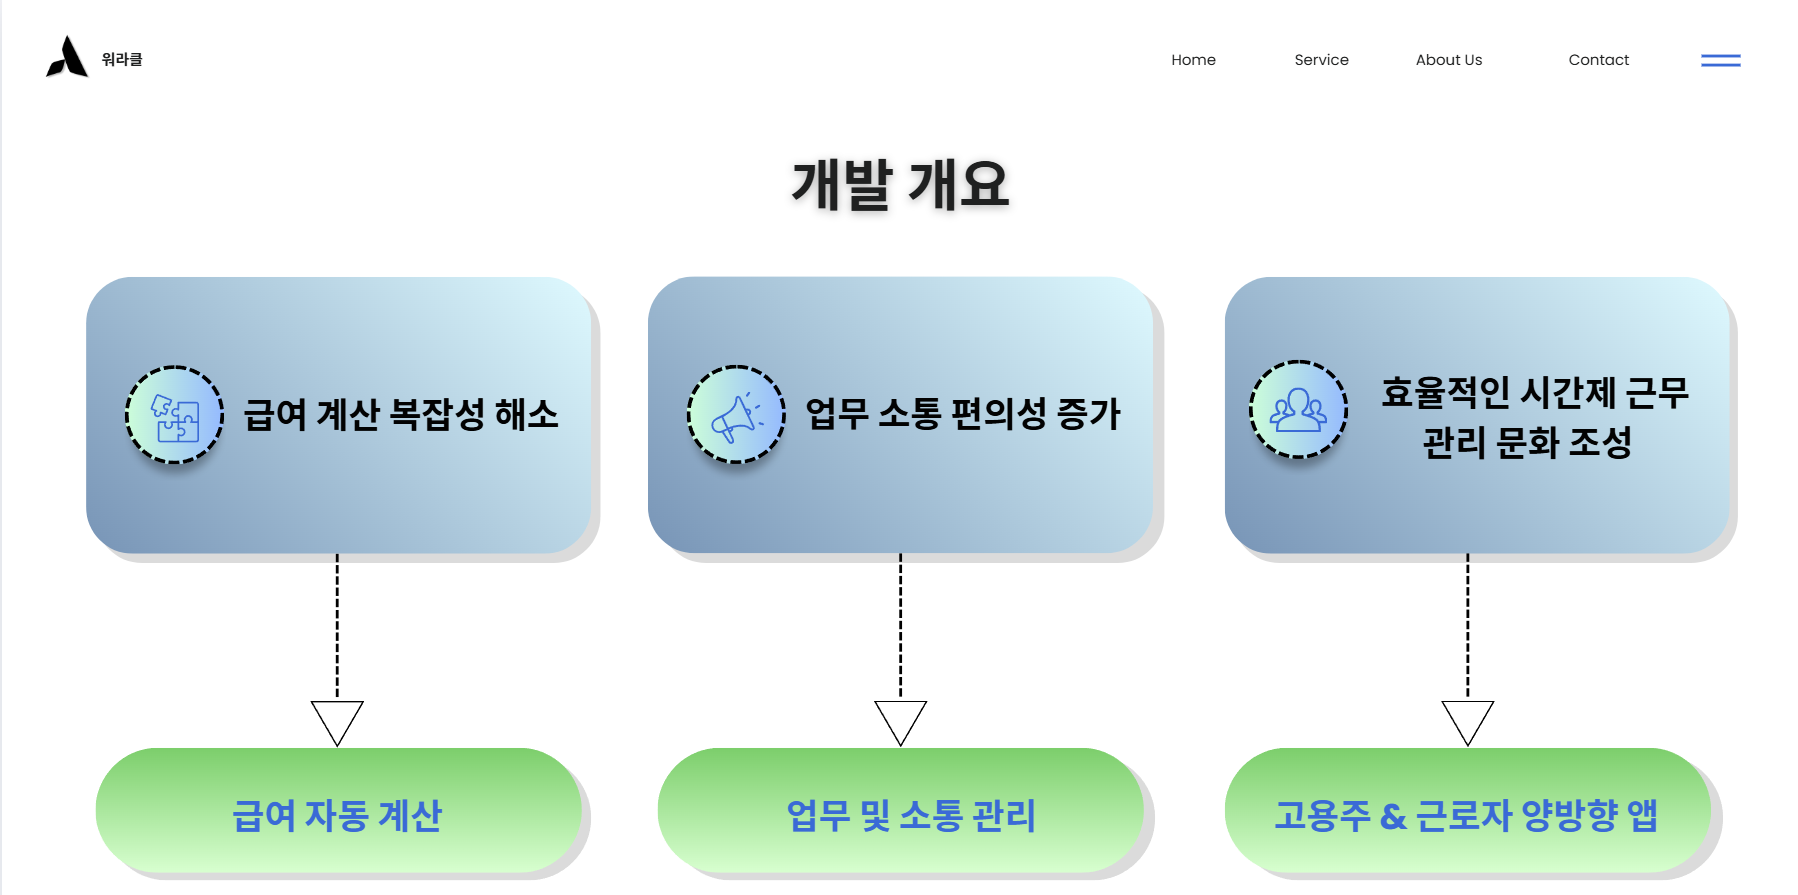 워라클
Home
Service
About Us
Contact
개발 개요
급여 계산 복잡성 해소
업무 소통 편의성 증가
효율적인 시간제 근무
관리 문화 조성
급여 자동 계산
업무 및 소통 관리
고용주 & 근로자 양방향 앱